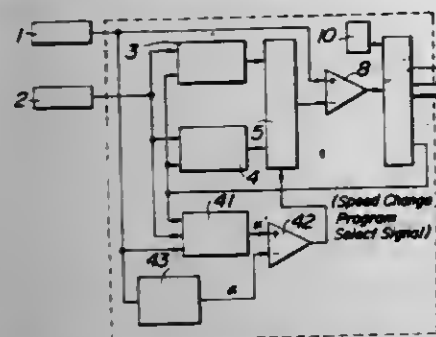 1
3
10
8
2
5
4
(Speed Change
Program
Select Signal)
41
α'
42
43
α